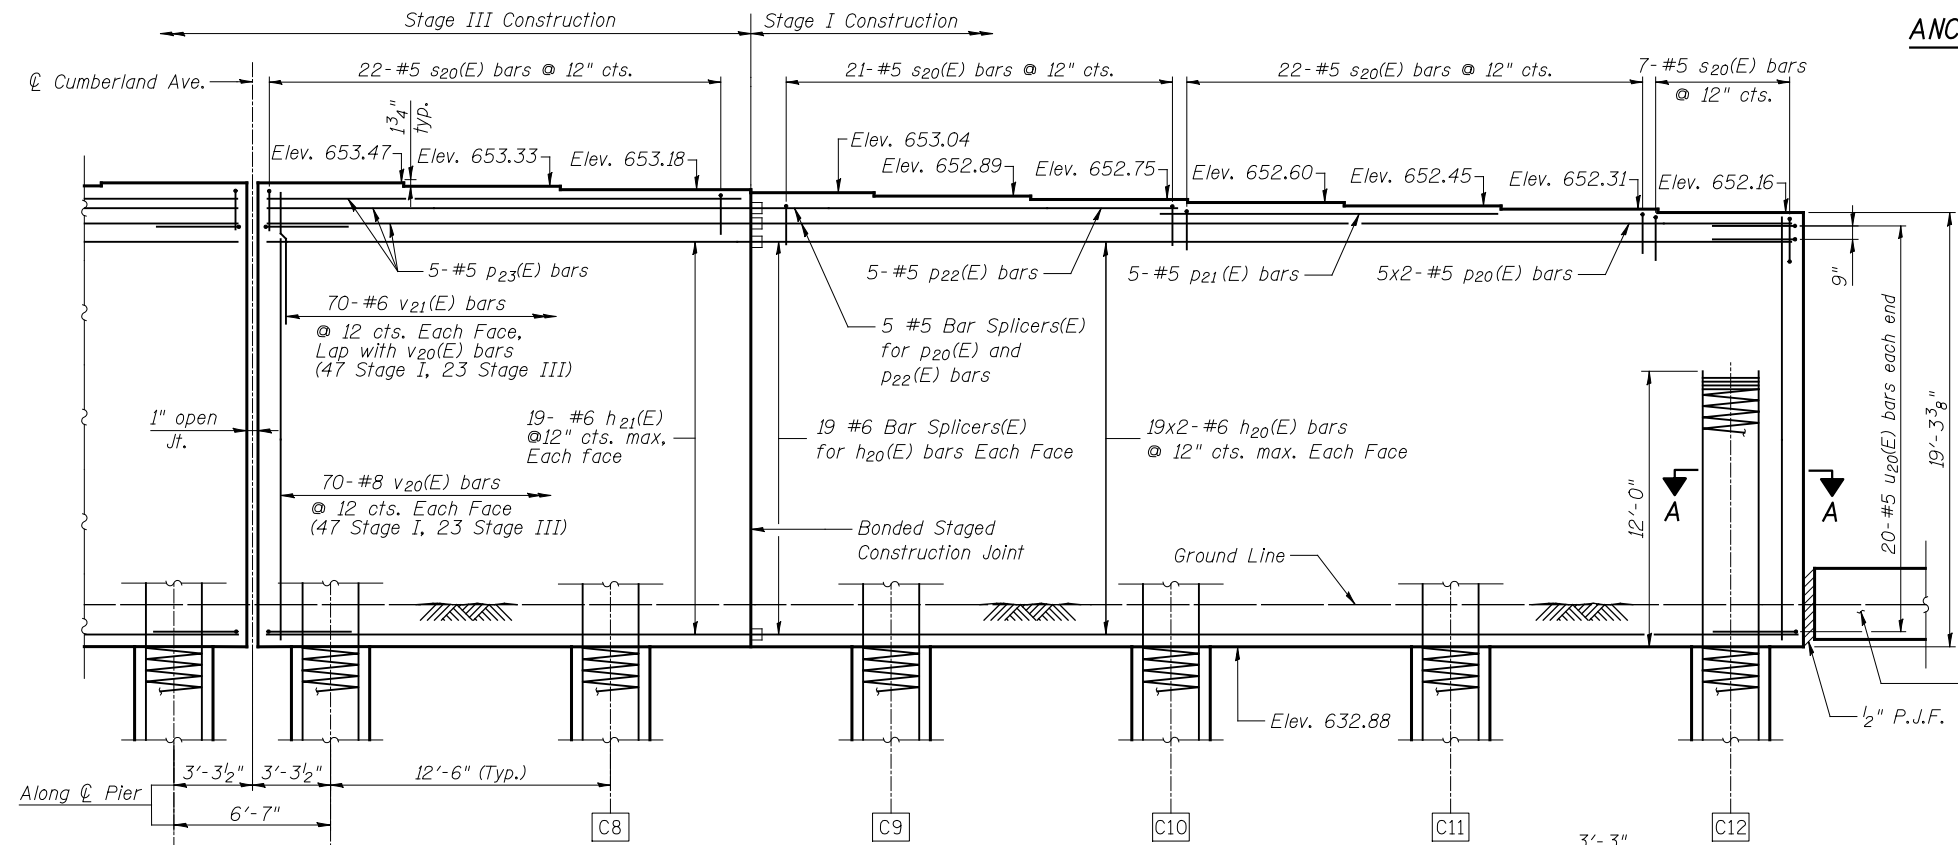 Stage III Construction
Stage I Construction
ANC
℄ Cumberland Ave.
22-#5 s20(E) bars @ 12" cts.
21-#5 s20(E) bars @ 12" cts.
22-#5 s20(E) bars @ 12" cts.
7-#5 s20(E) bars
@ 12" cts.
1 3/4"
typ.
Elev. 653.47
Elev. 653.33
Elev. 653.18
Elev. 653.04
Elev. 652.89
Elev. 652.75
Elev. 652.60
Elev. 652.45
Elev. 652.31
Elev. 652.16
5-#5 p23(E) bars
5-#5 p22(E) bars
5-#5 p21(E) bars
5x2-#5 p20(E) bars
9"
70-#6 v21(E) bars
@ 12 cts. Each Face,
Lap with v20(E) bars
(47 Stage I, 23 Stage III)
5 #5 Bar Splicers(E)
for p20(E) and
p22(E) bars
1" open
Jt.
19- #6 h21(E)
@12" cts. max,
Each face
19 #6 Bar Splicers(E)
for h20(E) bars Each Face
19x2-#6 h20(E) bars
@ 12" cts. max. Each Face
20-#5 u20(E) bars each end
19'-3 3/8"
12'-0"
A
A
70-#8 v20(E) bars
@ 12 cts. Each Face
(47 Stage I, 23 Stage III)
Bonded Staged
Construction Joint
Ground Line
Elev. 632.88
1/2" P.J.F.
3'-3 1/2"
3'-3 1/2"
12'-6" (Typ.)
Along ℄ Pier
6'-7"
C8
C9
C10
C11
C12
3'-3"